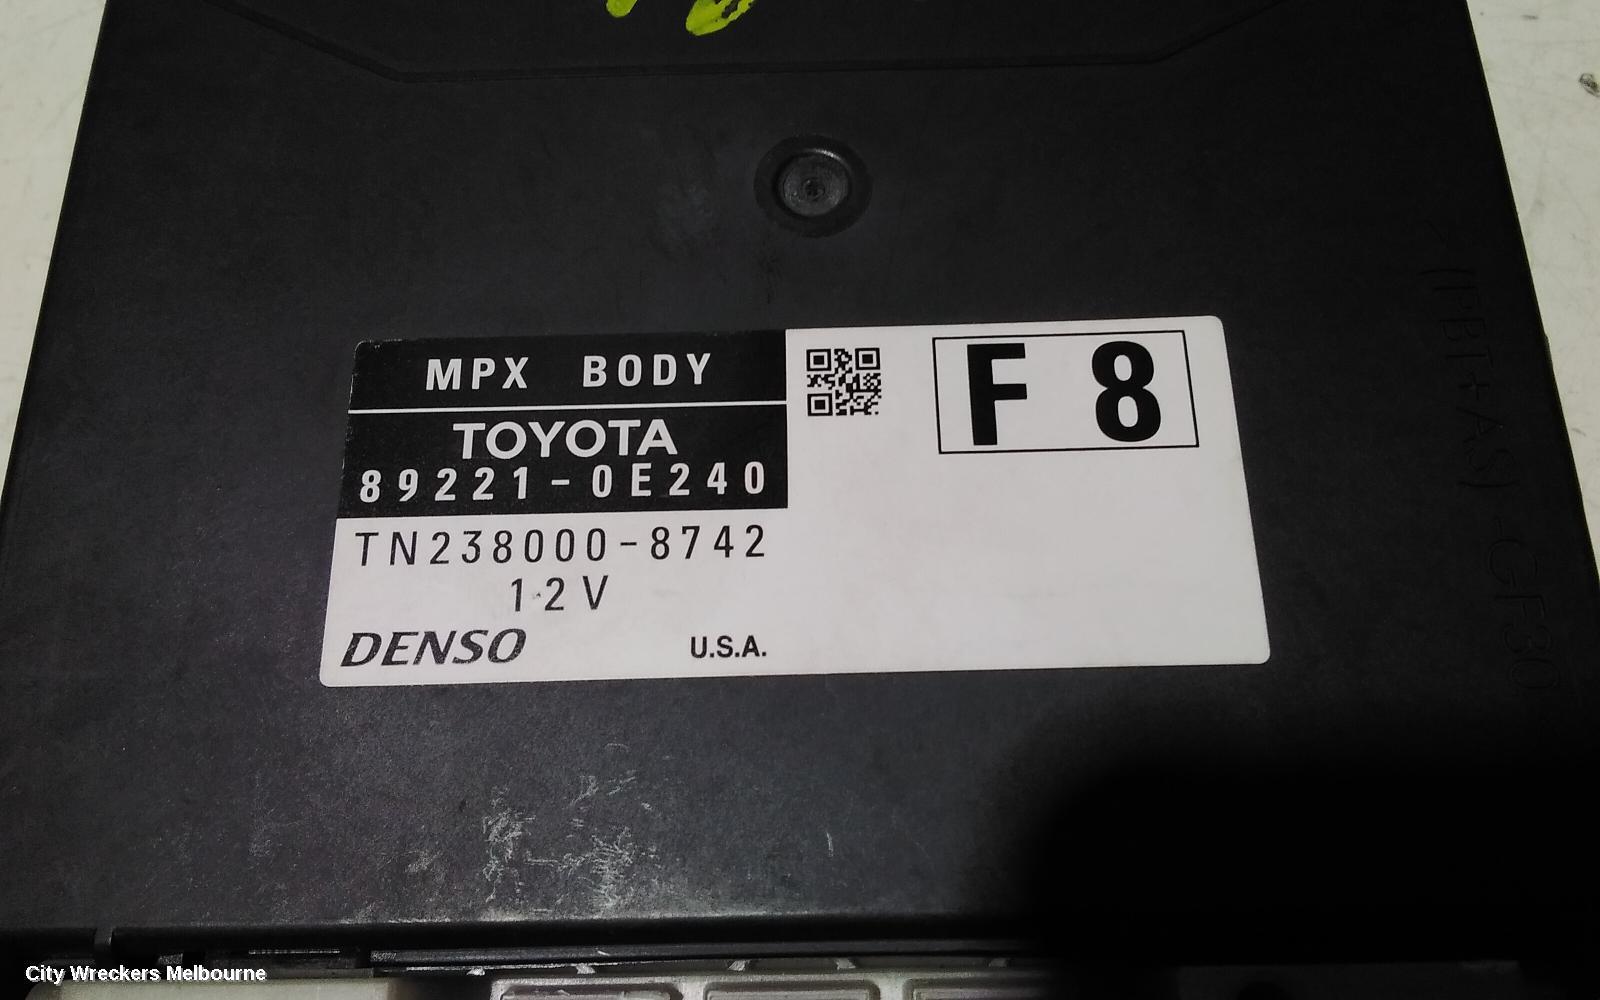 MPX BODY
TOYOTA
89221-0E240
TN238000-8742
12V
DENSO U.S.A.
F 8
City Wreckers Melbourne